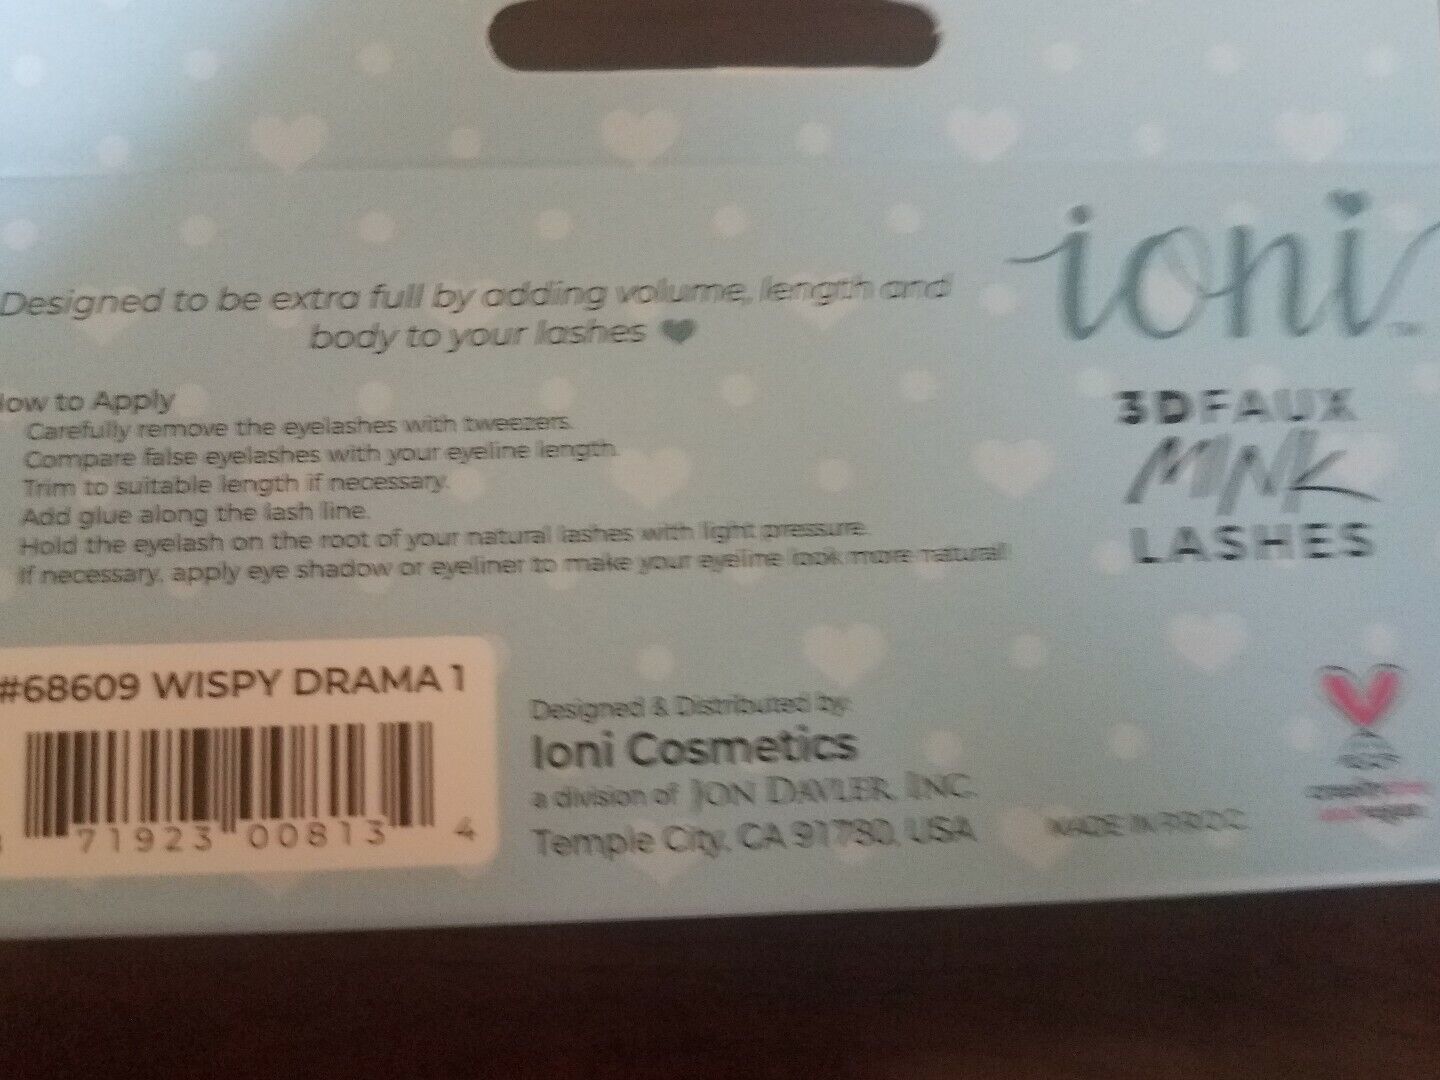 ioni
TM
Designed to be extra full by adding volume, length and
body to your lashes
3D FAUX
MINK
LASHES
How to Apply
Carefully remove the eyelashes with tweezers.
Compare false eyelashes with your eyeline length.
Trim to suitable length if necessary.
Add glue along the lash line.
Hold the eyelash on the root of your natural lashes with light pressure.
If necessary, apply eye shadow or eyeliner to make your eyeline look more natural!
#68609 WISPY DRAMA 1
71923 00813 4
Designed & Distributed by:
Ioni Cosmetics
a division of JON DAVLER, INC.
Temple City, CA 91780, USA
MADE IN P.R.O.C